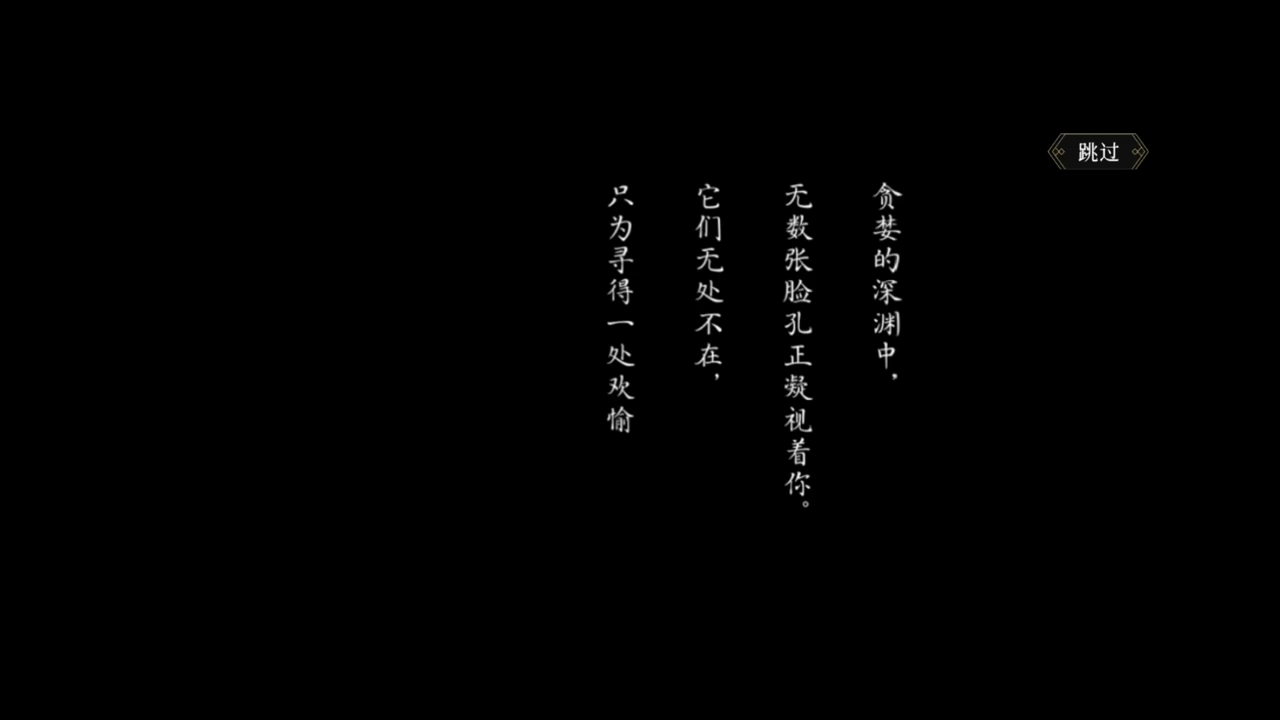 跳过
贪婪的深渊中，
无数张脸孔正凝视着你。
它们无处不在，
只为寻得一处欢愉